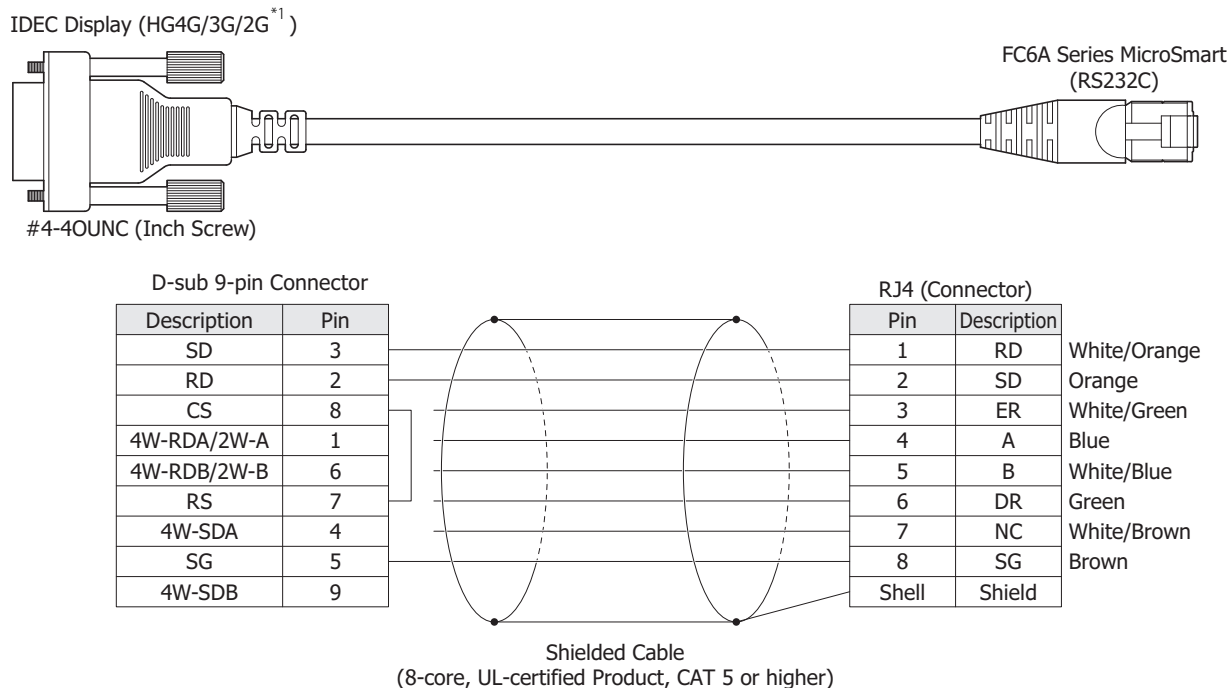 IDEC Display (HG4G/3G/2G*1)
FC6A Series MicroSmart
(RS232C)
#4-4OUNC (Inch Screw)
D-sub 9-pin Connector
Description Pin
SD 3
RD 2
CS 8
4W-RDA/2W-A 1
4W-RDB/2W-B 6
RS 7
4W-SDA 4
SG 5
4W-SDB 9
RJ4 (Connector)
Pin Description
1 RD White/Orange
2 SD Orange
3 ER White/Green
4 A Blue
5 B White/Blue
6 DR Green
7 NC White/Brown
8 SG Brown
Shell Shield
Shielded Cable
(8-core, UL-certified Product, CAT 5 or higher)